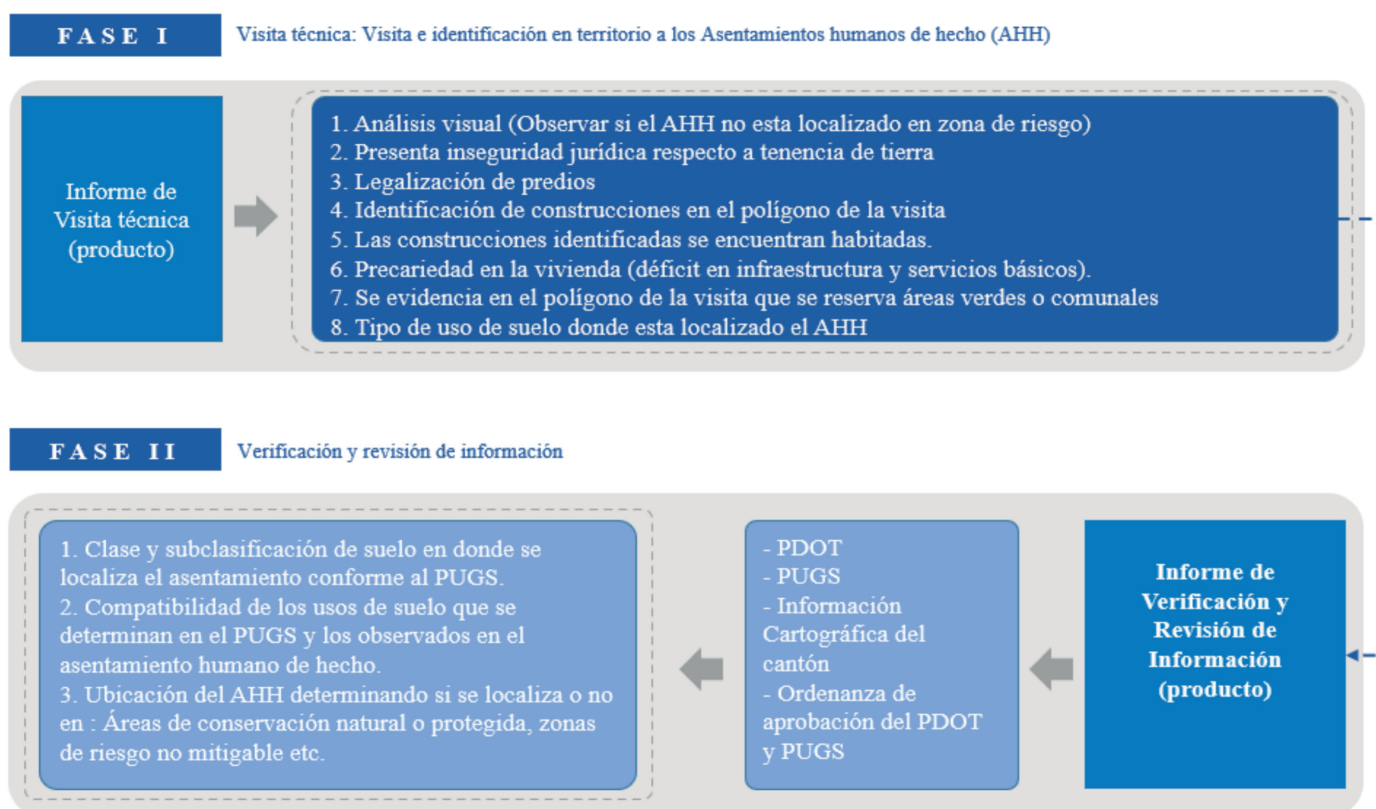 FASE I
Visita técnica: Visita e identificación en territorio a los Asentamientos humanos de hecho (AHH)
Informe de
Visita técnica
(producto)
1. Análisis visual (Observar si el AHH no esta localizado en zona de riesgo)
2. Presenta inseguridad jurídica respecto a tenencia de tierra
3. Legalización de predios
4. Identificación de construcciones en el polígono de la visita
5. Las construcciones identificadas se encuentran habitadas.
6. Precariedad en la vivienda (déficit en infraestructura y servicios básicos).
7. Se evidencia en el polígono de la visita que se reserva áreas verdes o comunales
8. Tipo de uso de suelo donde esta localizado el AHH
FASE II
Verificación y revisión de información
1. Clase y subclasificación de suelo en donde se
localiza el asentamiento conforme al PUGS.
2. Compatibilidad de los usos de suelo que se
determinan en el PUGS y los observados en el
asentamiento humano de hecho.
3. Ubicación del AHH determinando si se localiza o no
en : Áreas de conservación natural o protegida, zonas
de riesgo no mitigable etc.
- PDOT
- PUGS
- Información
Cartográfica del
cantón
- Ordenanza de
aprobación del PDOT
y PUGS
Informe de
Verificación y
Revisión de
Información
(producto)